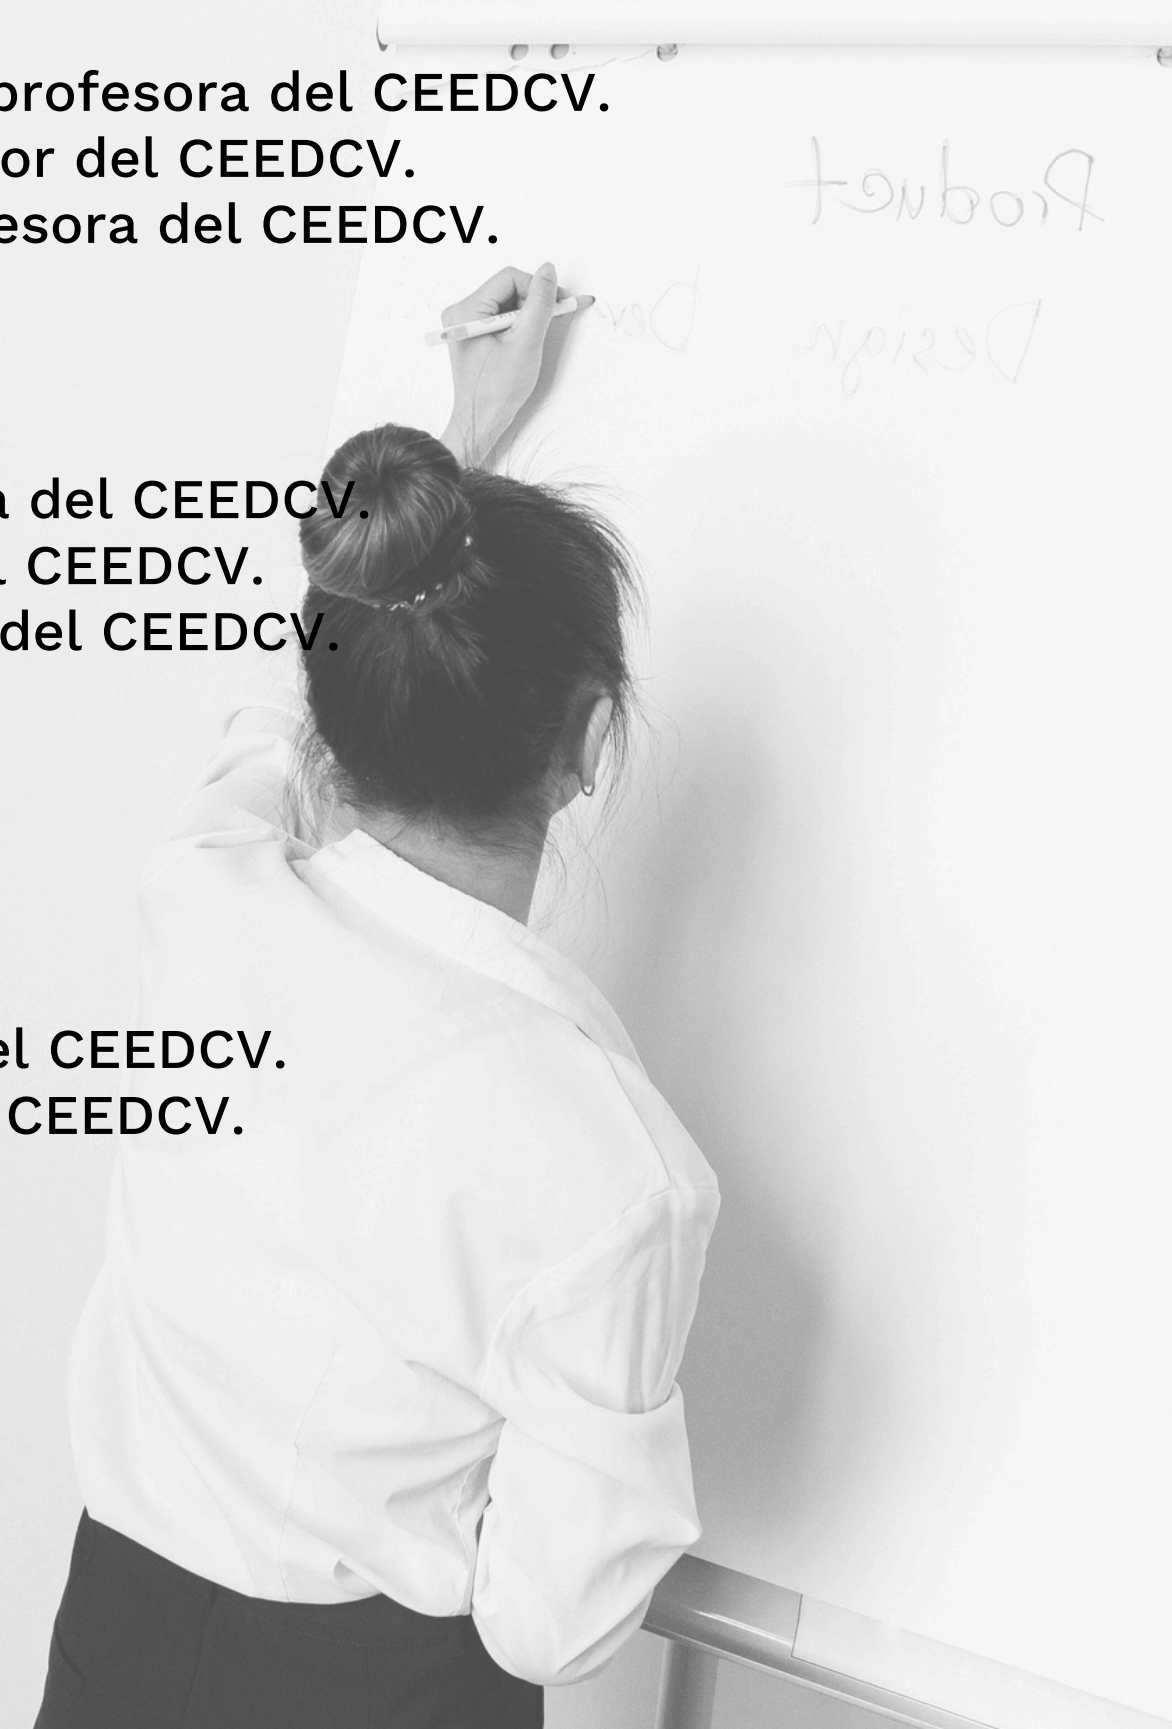 profesora del CEEDCV.
or del CEEDCV.
esora del CEEDCV.
Product
Design
Dev
a del CEEDCV.
l CEEDCV.
del CEEDCV.
el CEEDCV.
CEEDCV.